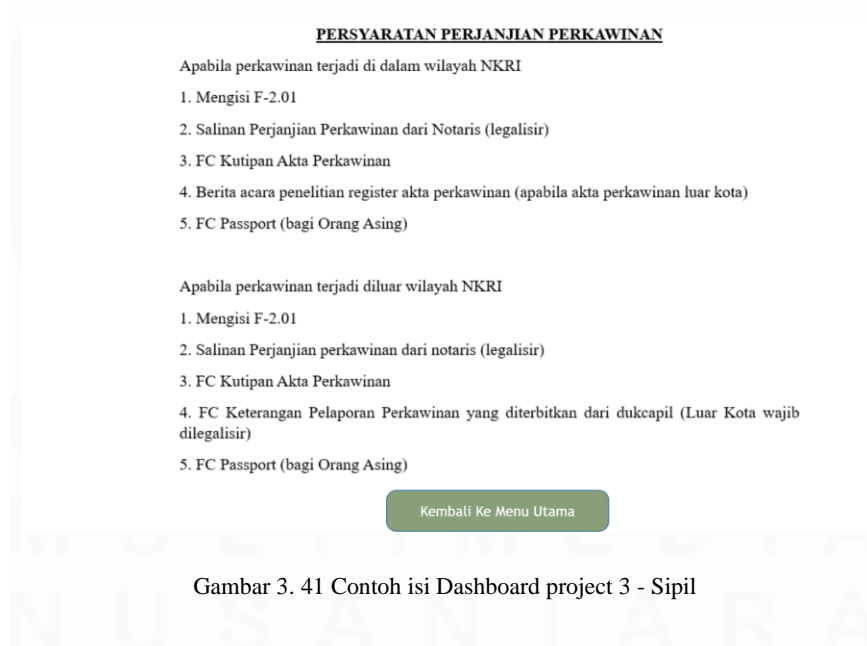 PERSYARATAN PERJANJIAN PERKAWINAN
Apabila perkawinan terjadi di dalam wilayah NKRI
1. Mengisi F-2.01
2. Salinan Perjanjian Perkawinan dari Notaris (legalisir)
3. FC Kutipan Akta Perkawinan
4. Berita acara penelitian register akta perkawinan (apabila akta perkawinan luar kota)
5. FC Passport (bagi Orang Asing)
Apabila perkawinan terjadi diluar wilayah NKRI
1. Mengisi F-2.01
2. Salinan Perjanjian perkawinan dari notaris (legalisir)
3. FC Kutipan Akta Perkawinan
4. FC Keterangan Pelaporan Perkawinan yang diterbitkan dari dukcapil (Luar Kota wajib
dilegalisir)
5. FC Passport (bagi Orang Asing)
Kembali Ke Menu Utama
MULTIMEDIA
Gambar 3. 41 Contoh isi Dashboard project 3 - Sipil
NUSANTARA